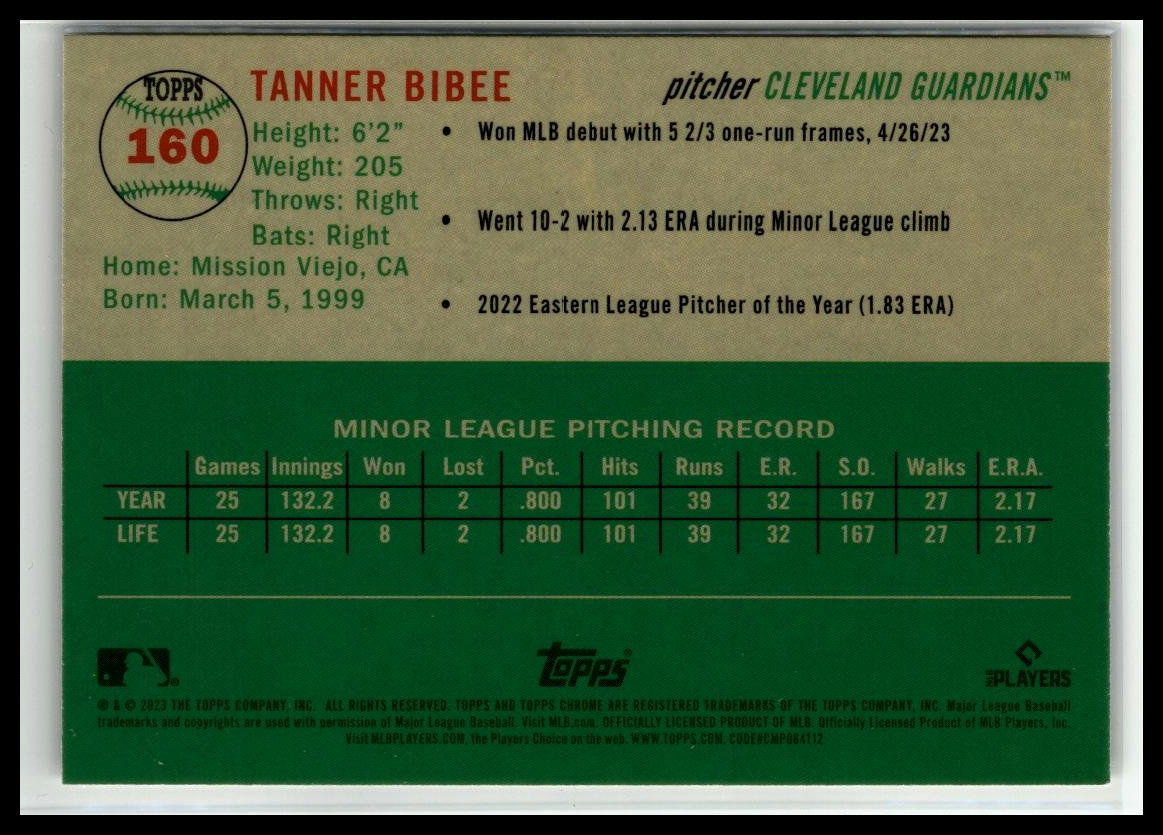 TOPPS
160
TANNER BIBEE
pitcher CLEVELAND GUARDIANS™
Height: 6'2"
Weight: 205
Throws: Right
Bats: Right
Home: Mission Viejo, CA
Born: March 5, 1999
• Won MLB debut with 5 2/3 one-run frames, 4/26/23
• Went 10-2 with 2.13 ERA during Minor League climb
• 2022 Eastern League Pitcher of the Year (1.83 ERA)
MINOR LEAGUE PITCHING RECORD
Games Innings Won Lost Pct. Hits Runs E.R. S.O. Walks E.R.A.
YEAR 25 132.2 8 2 .800 101 39 32 167 27 2.17
LIFE 25 132.2 8 2 .800 101 39 32 167 27 2.17
Topps®
MLB PLAYERS
® & © 2023 THE TOPPS COMPANY, INC. ALL RIGHTS RESERVED. TOPPS AND TOPPS CHROME ARE REGISTERED TRADEMARKS OF THE TOPPS COMPANY, INC. Major League Baseball
trademarks and copyrights are used with permission of Major League Baseball. Visit MLB.com. OFFICIALLY LICENSED PRODUCT OF MLB. Officially Licensed Product of MLB Players, Inc.
Visit MLBPLAYERS.COM, the Players Choice on the web. WWW.TOPPS.COM. CODE#CMP064112